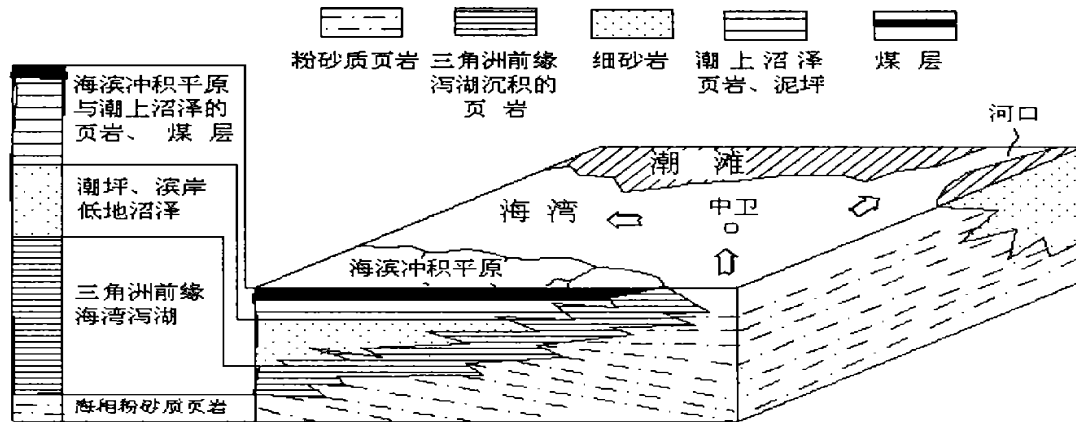 粉砂质页岩
三角洲前缘
泻湖沉积的
页岩
细砂岩
潮上沼泽
页岩、泥坪
煤层
海滨冲积平原
与潮上沼泽的
页岩、煤层
潮坪、滨岸
低地沼泽
三角洲前缘
海湾泻湖
海相粉砂质页岩
河口
潮滩
海湾
中卫
海滨冲积平原